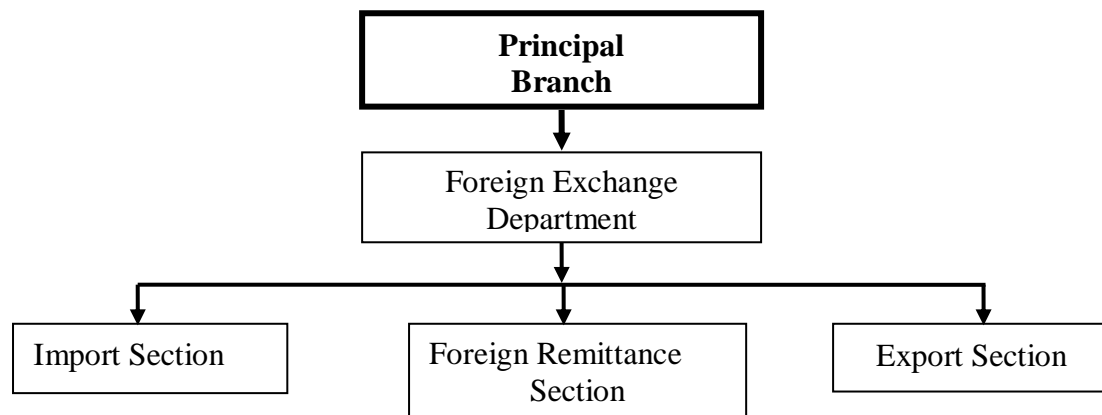 Principal
Branch
Foreign Exchange
Department
Import Section
Foreign Remittance
Section
Export Section